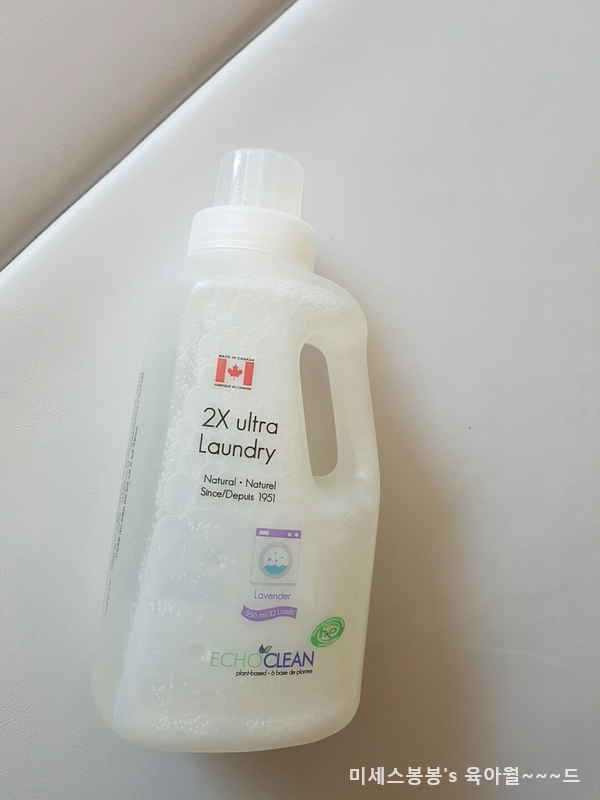 MADE IN CANADA
FABRIQUÉ AU CANADA
2X ultra
Laundry
Natural • Naturel
Since/Depuis 1951
Lavender
950 ml/32 Loads
he
ECHOCLEAN
plant-based • à base de plantes
미세스봉봉's 육아월~~~드